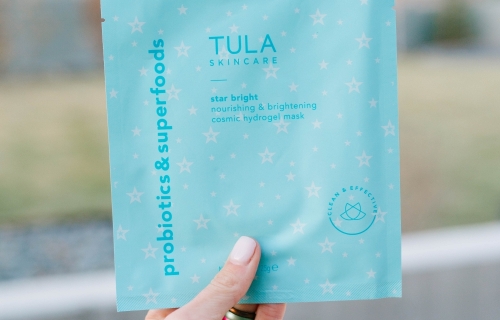 TULA
SKINCARE
star bright
nourishing & brightening
cosmic hydrogel mask
probiotics & superfoods
CLEAN & EFFECTIVE